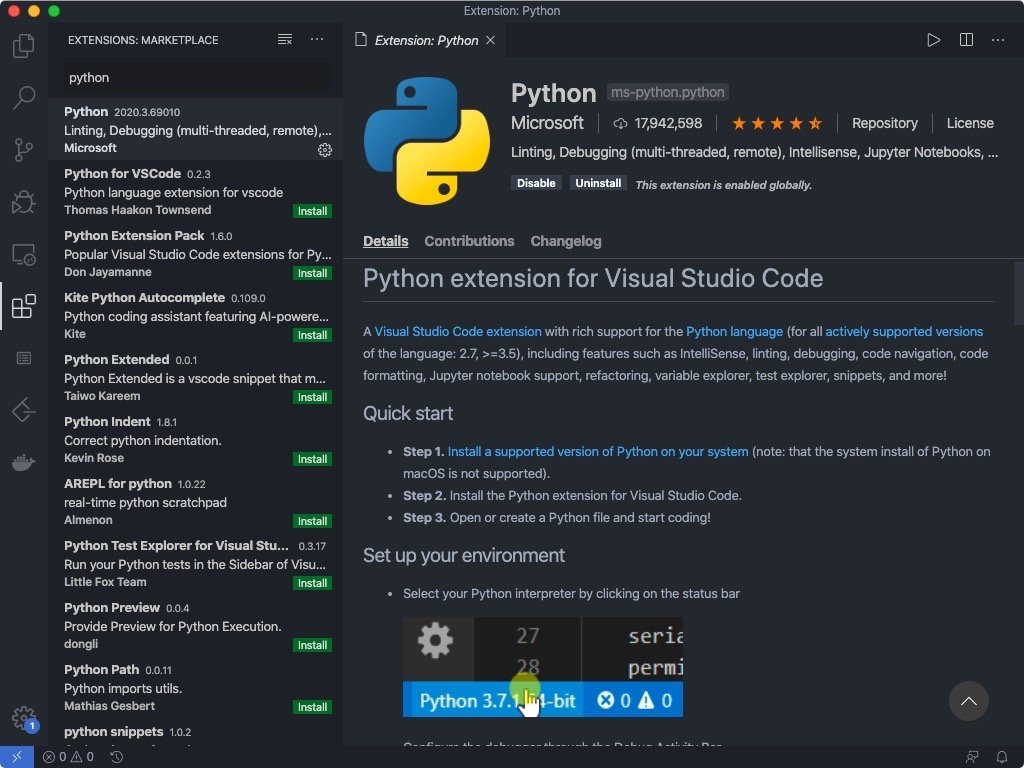 Extension: Python
EXTENSIONS: MARKETPLACE
python
Python 2020.3.69010
Linting, Debugging (multi-threaded, remote),...
Microsoft
Python for VSCode 0.2.3
Python language extension for vscode
Thomas Haakon Townsend Install
Python Extension Pack 1.6.0
Popular Visual Studio Code extensions for Py...
Don Jayamanne Install
Kite Python Autocomplete 0.109.0
Python coding assistant featuring AI-powere...
Kite Install
Python Extended 0.0.1
Python Extended is a vscode snippet that m...
Taiwo Kareem Install
Python Indent 1.8.1
Correct python indentation.
Kevin Rose Install
AREPL for python 1.0.22
real-time python scratchpad
Almenon Install
Python Test Explorer for Visual Stu... 0.3.17
Run your Python tests in the Sidebar of Visu...
Little Fox Team Install
Python Preview 0.0.4
Provide Preview for Python Execution.
dongli Install
Python Path 0.0.11
Python imports utils.
Mathias Gesbert Install
python snippets 1.0.2
Extension: Python
Python ms-python.python
Microsoft 17,942,598 Repository License
Linting, Debugging (multi-threaded, remote), Intellisense, Jupyter Notebooks, ...
Disable Uninstall This extension is enabled globally.
Details Contributions Changelog
Python extension for Visual Studio Code
A Visual Studio Code extension with rich support for the Python language (for all actively supported versions
of the language: 2.7, >=3.5), including features such as IntelliSense, linting, debugging, code navigation, code
formatting, Jupyter notebook support, refactoring, variable explorer, test explorer, snippets, and more!
Quick start
• Step 1. Install a supported version of Python on your system (note: that the system install of Python on
macOS is not supported).
• Step 2. Install the Python extension for Visual Studio Code.
• Step 3. Open or create a Python file and start coding!
Set up your environment
• Select your Python interpreter by clicking on the status bar
27 seria
28 permi
Python 3.7.1 -bit 0 0
Configure the debugger through the Debug Activity Bar
1
0 0